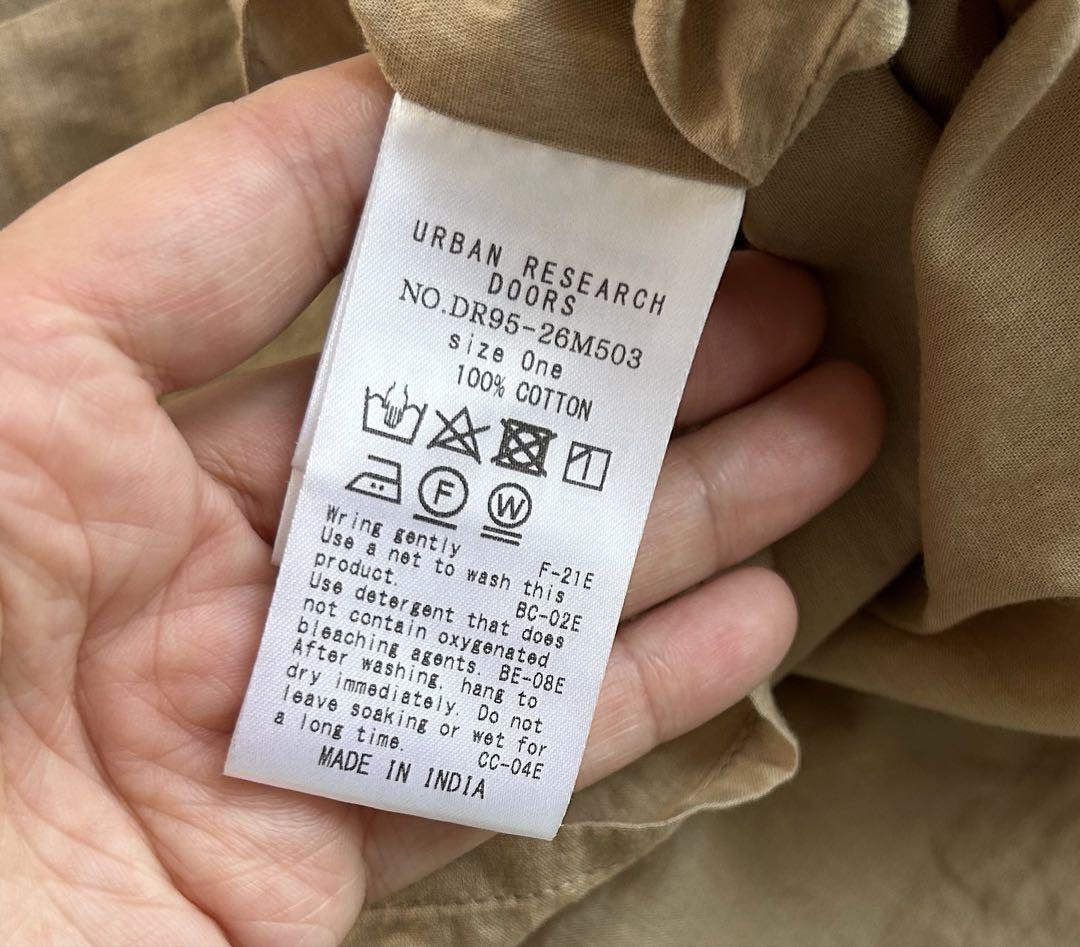 URBAN RESEARCH
DOORS
NO.DR95-26M503
size One
100% COTTON
F W
Wring gently
F-21E
Use a net to wash this
product.
BC-02E
Use detergent that does
not contain oxygenated
bleaching agents. BE-08E
After washing, hang to
dry immediately. Do not
leave soaking or wet for
a long time.
CC-04E
MADE IN INDIA